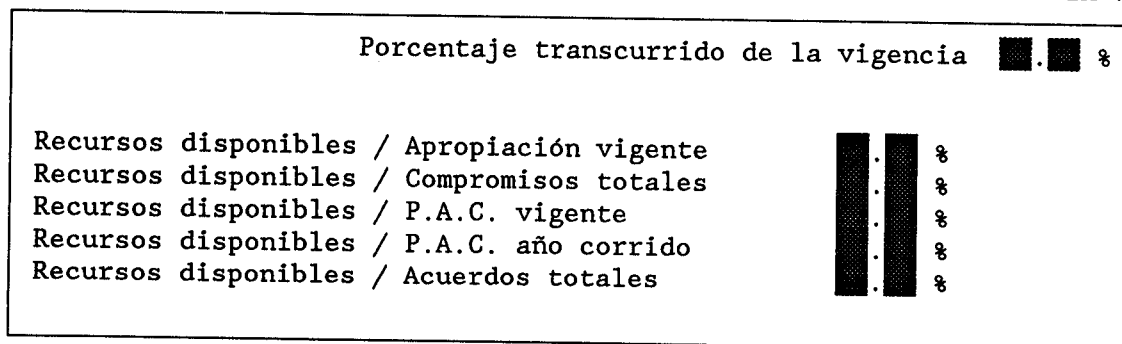 Porcentaje transcurrido de la vigencia ██.██ %
Recursos disponibles / Apropiación vigente ██.██ %
Recursos disponibles / Compromisos totales ██.██ %
Recursos disponibles / P.A.C. vigente ██.██ %
Recursos disponibles / P.A.C. año corrido ██.██ %
Recursos disponibles / Acuerdos totales ██.██ %